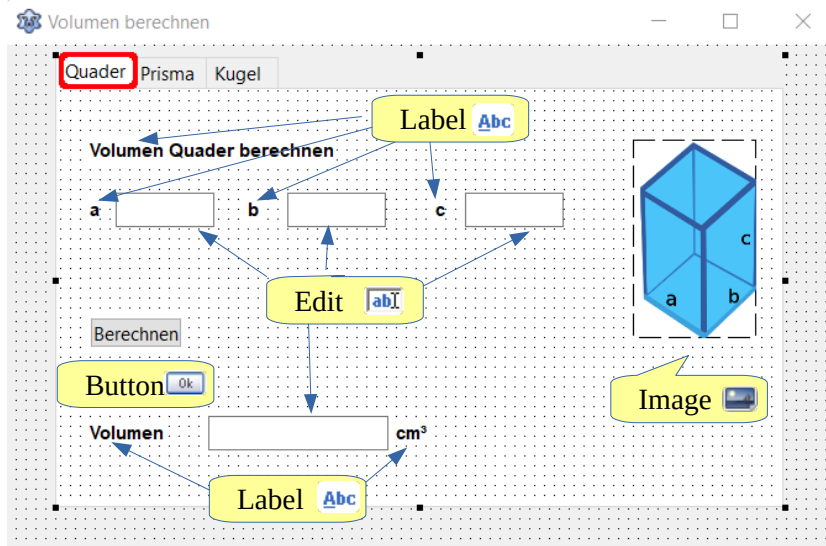 Volumen berechnen
Quader Prisma Kugel
Label Abc
Volumen Quader berechnen
a b c
c
a b
Edit abI
Berechnen
Button Ok
Image
Volumen cm³
Label Abc